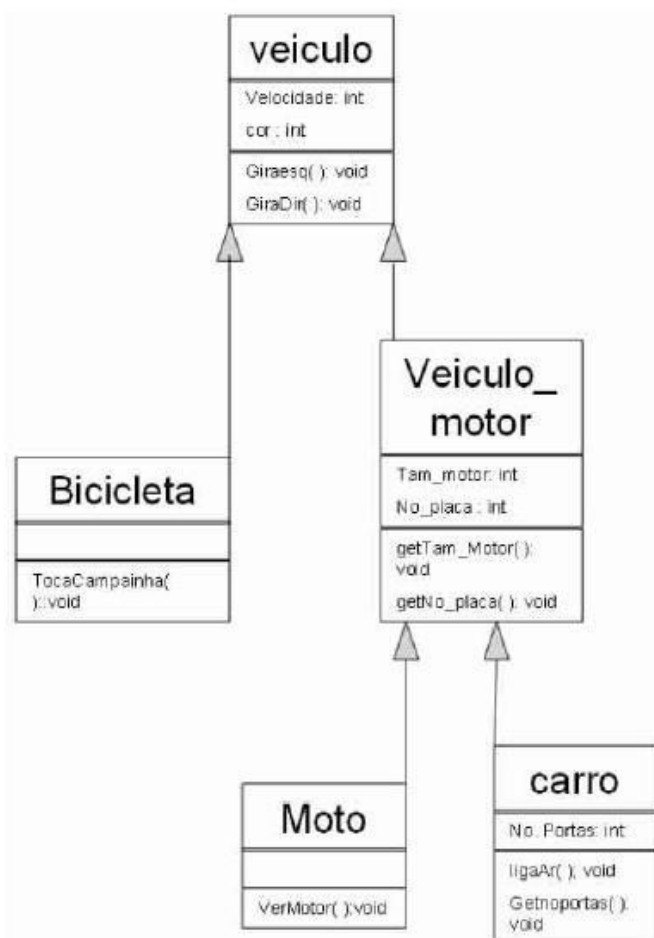 veiculo
Velocidade: int
cor : int
Giraesq( ): void
GiraDir( ): void
Veiculo_
motor
Tam_motor: int
No_placa : int
getTam_Motor( ):
void
getNo_placa( ): void
Bicicleta
TocaCampainha(
)::void
Moto
VerMotor( ):void
carro
No. Portas: int
ligaAr( ); void
Getnoportas( );
void